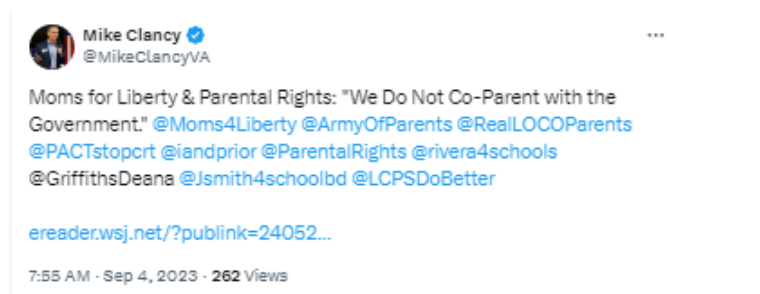 Mike Clancy
@MikeClancyVA
Moms for Liberty & Parental Rights: "We Do Not Co-Parent with the
Government." @Moms4Liberty @ArmyOfParents @RealLOCOParents
@PACTstopcrt @iandprior @ParentalRights @rivera4schools
@GriffithsDeana @Jsmith4schoolbd @LCPSDoBetter
ereader.wsj.net/?publink=24052...
7:55 AM · Sep 4, 2023 · 262 Views